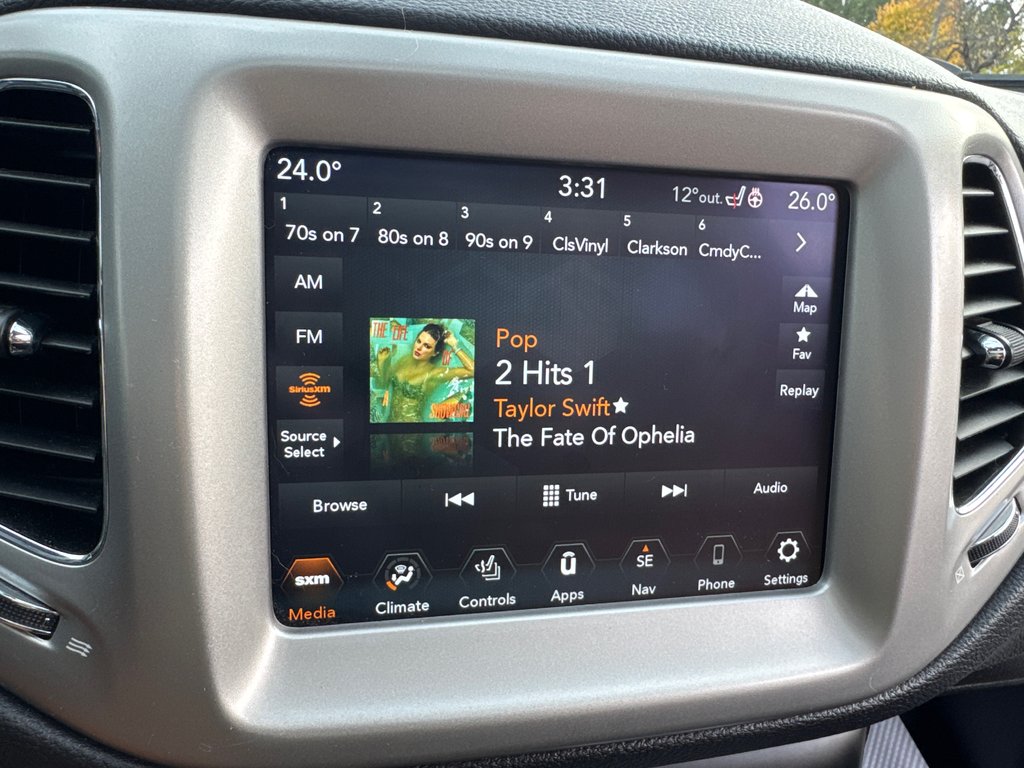 24.0°
3:31
12°out.
26.0°
1
70s on 7
2
80s on 8
3
90s on 9
4
ClsVinyl
5
Clarkson
6
CmdyC...
AM
FM
SiriusXM
Source
Select
THE LIFE
OF
A
SHOWGIRL
Pop
2 Hits 1
Taylor Swift
The Fate Of Ophelia
Map
Fav
Replay
Browse
Tune
Audio
sxm
Media
Climate
Controls
u
Apps
SE
Nav
Phone
Settings